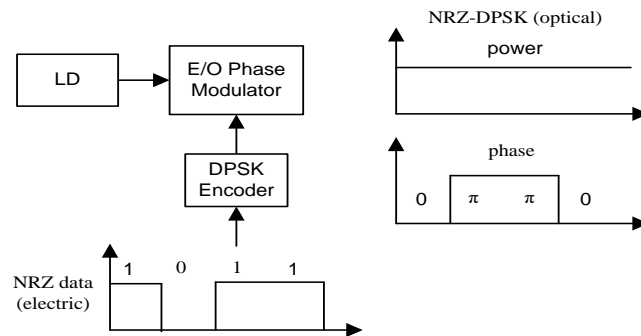 NRZ-DPSK (optical)
power
LD
E/O Phase
Modulator
phase
DPSK
Encoder
0 π π 0
1 0 1 1
NRZ data
(electric)